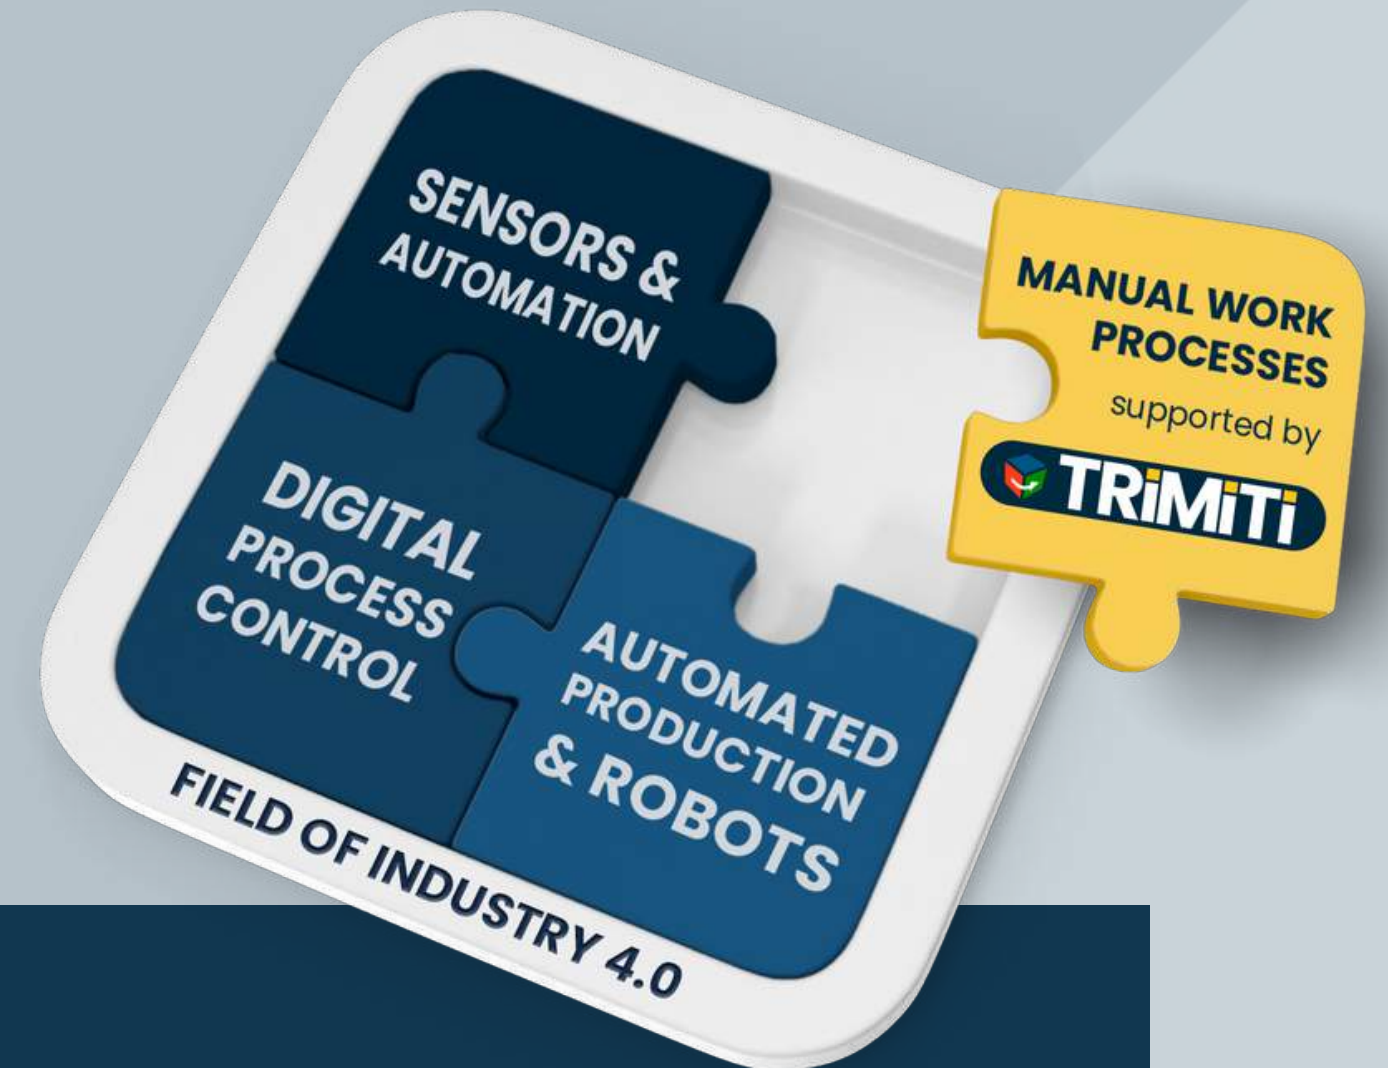 SENSORS &
AUTOMATION
MANUAL WORK
PROCESSES
supported by
TRiMiTi
DIGITAL
PROCESS
CONTROL
AUTOMATED
PRODUCTION
& ROBOTS
FIELD OF INDUSTRY 4.0